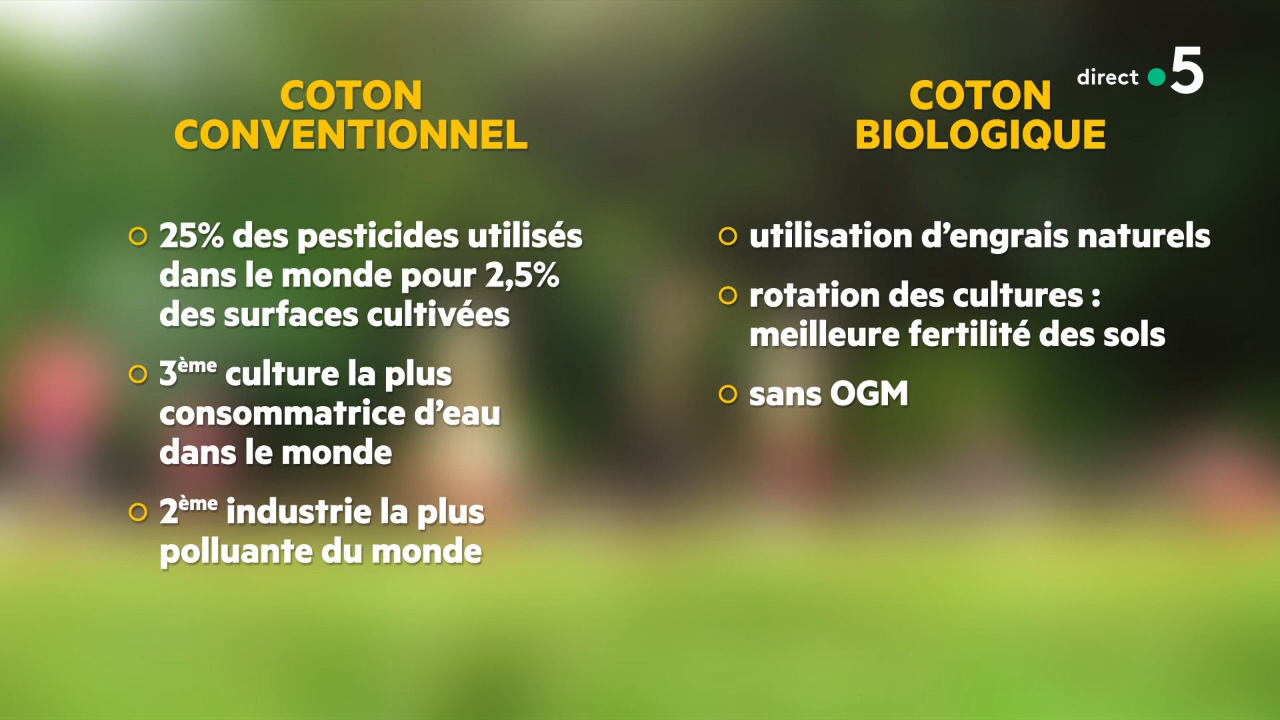 direct 5
COTON
CONVENTIONNEL
25% des pesticides utilisés
dans le monde pour 2,5%
des surfaces cultivées
3ème culture la plus
consommatrice d'eau
dans le monde
2ème industrie la plus
polluante du monde
COTON
BIOLOGIQUE
utilisation d'engrais naturels
rotation des cultures :
meilleure fertilité des sols
sans OGM